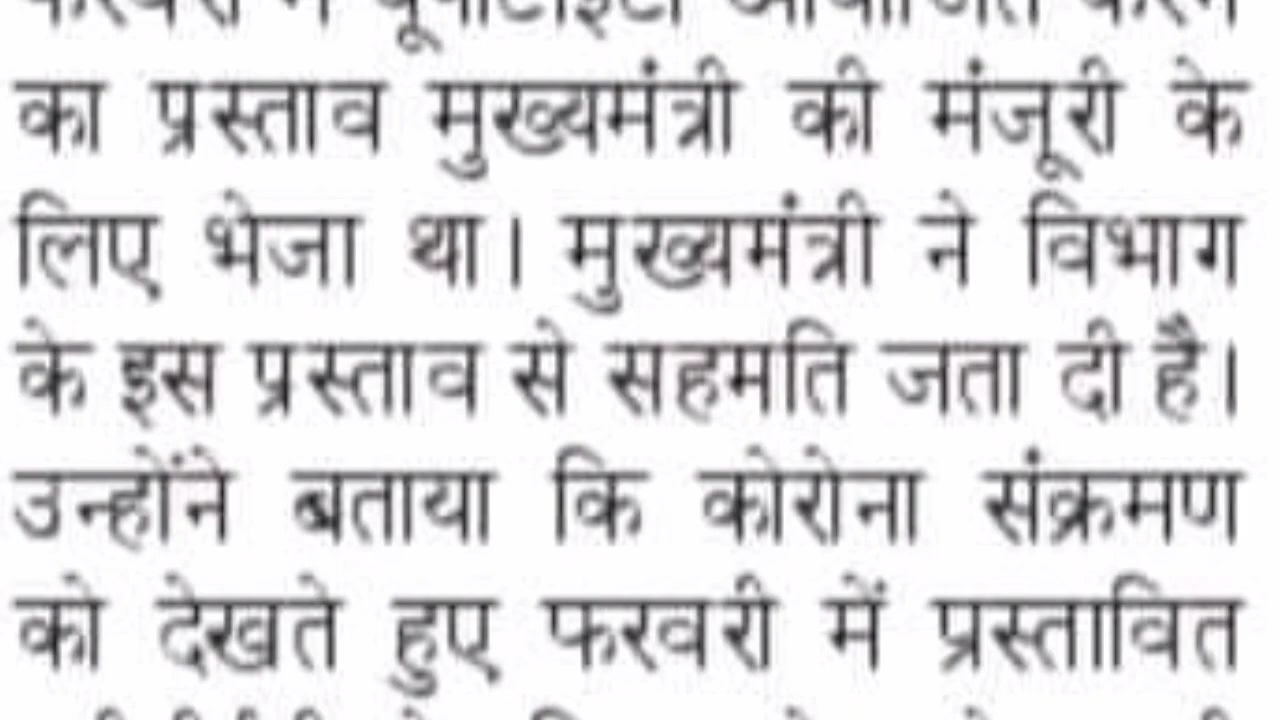 का प्रस्ताव मुख्यमंत्री की मंजूरी के
लिए भेजा था। मुख्यमंत्री ने विभाग
के इस प्रस्ताव से सहमति जता दी है।
उन्होंने बताया कि कोरोना संक्रमण
को देखते हुए फरवरी में प्रस्तावित